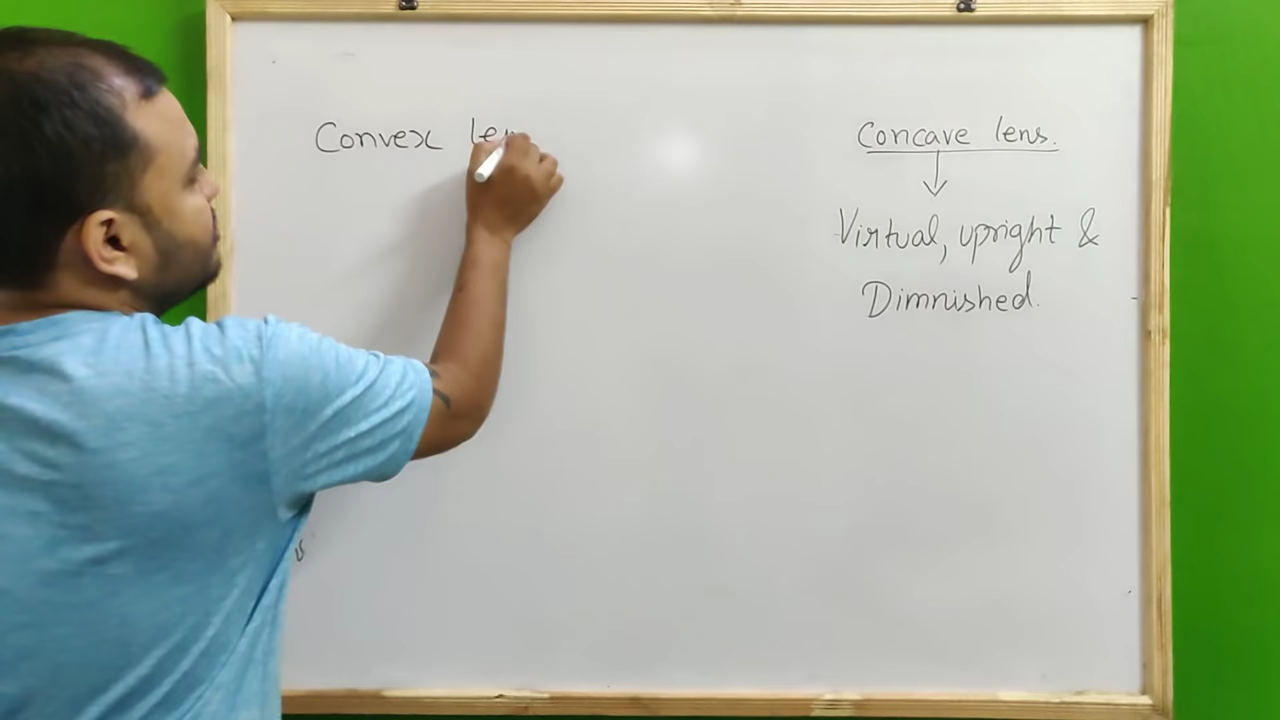 Convex len
Concave lens.
Virtual, upright &
Dimnished.